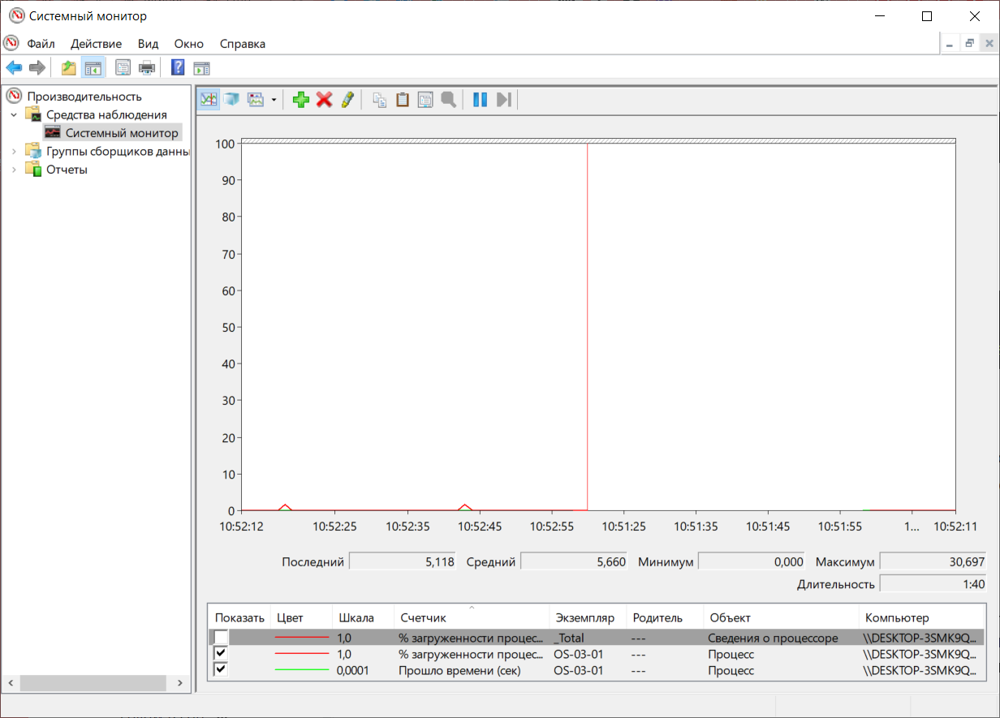 Системный монитор
Файл Действие Вид Окно Справка
Производительность
Средства наблюдения
Системный монитор
Группы сборщиков данны
Отчеты
100
90
80
70
60
50
40
30
20
10
0
10:52:12 10:52:25 10:52:35 10:52:45 10:52:55 10:51:25 10:51:35 10:51:45 10:51:55 1... 10:52:11
Последний 5,118 Средний 5,660 Минимум 0,000 Максимум 30,697
Длительность 1:40
Показать Цвет Шкала Счетчик Экземпляр Родитель Объект Компьютер
1,0 % загруженности процес... _Total --- Сведения о процессоре \\DESKTOP-3SMK9Q...
1,0 % загруженности процес... OS-03-01 --- Процесс \\DESKTOP-3SMK9Q...
0,0001 Прошло времени (сек) OS-03-01 --- Процесс \\DESKTOP-3SMK9Q...